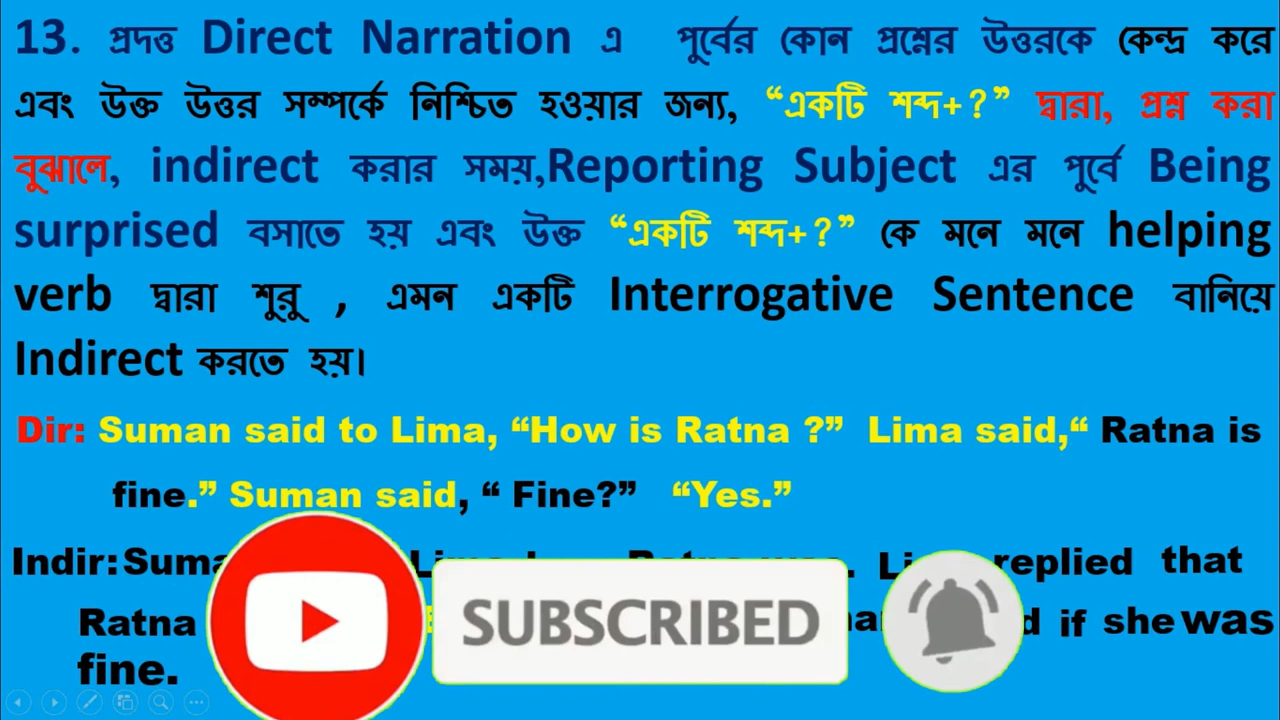 13. প্রদত্ত Direct Narration এ পুর্বের কোন প্রশ্নের উত্তরকে কেন্দ্র করে
এবং উক্ত উত্তর সম্পর্কে নিশ্চিত হওয়ার জন্য, “একটি শব্দ+?” দ্বারা, প্রশ্ন করা
বুঝালে, indirect করার সময়,Reporting Subject এর পুর্বে Being
surprised বসাতে হয় এবং উক্ত “একটি শব্দ+?” কে মনে মনে helping
verb দ্বারা শুরু , এমন একটি Interrogative Sentence বানিয়ে
Indirect করতে হয়।
Dir: Suman said to Lima, “How is Ratna ?” Lima said,“ Ratna is
fine.” Suman said, “ Fine?” “Yes.”
Indir: replied that
Ratna if she was
fine.
SUBSCRIBED